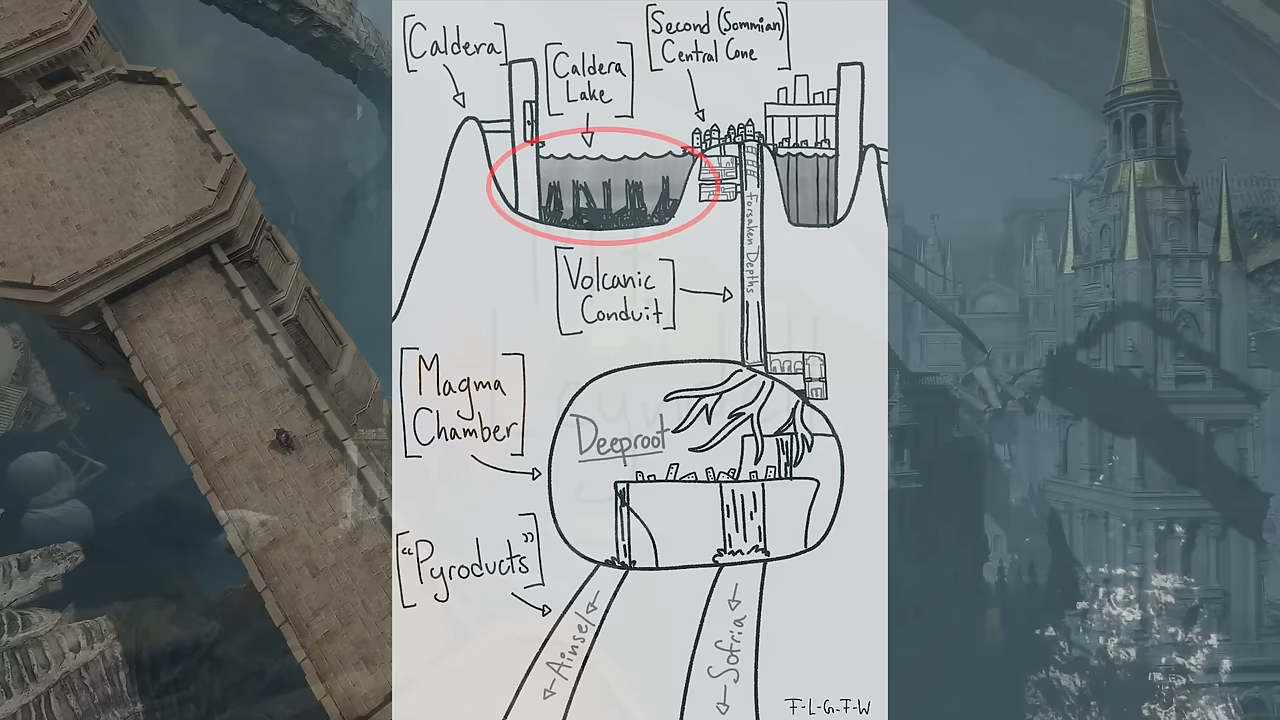 [Caldera]
[Caldera
Lake]
[Second (Sommian)
Central Cone]
Forsaken Depths
[Volcanic
Conduit]
[Magma
Chamber]
Deeproot
["Pyroducts"]
Ainsel
Sofria
F-L-G-F-W